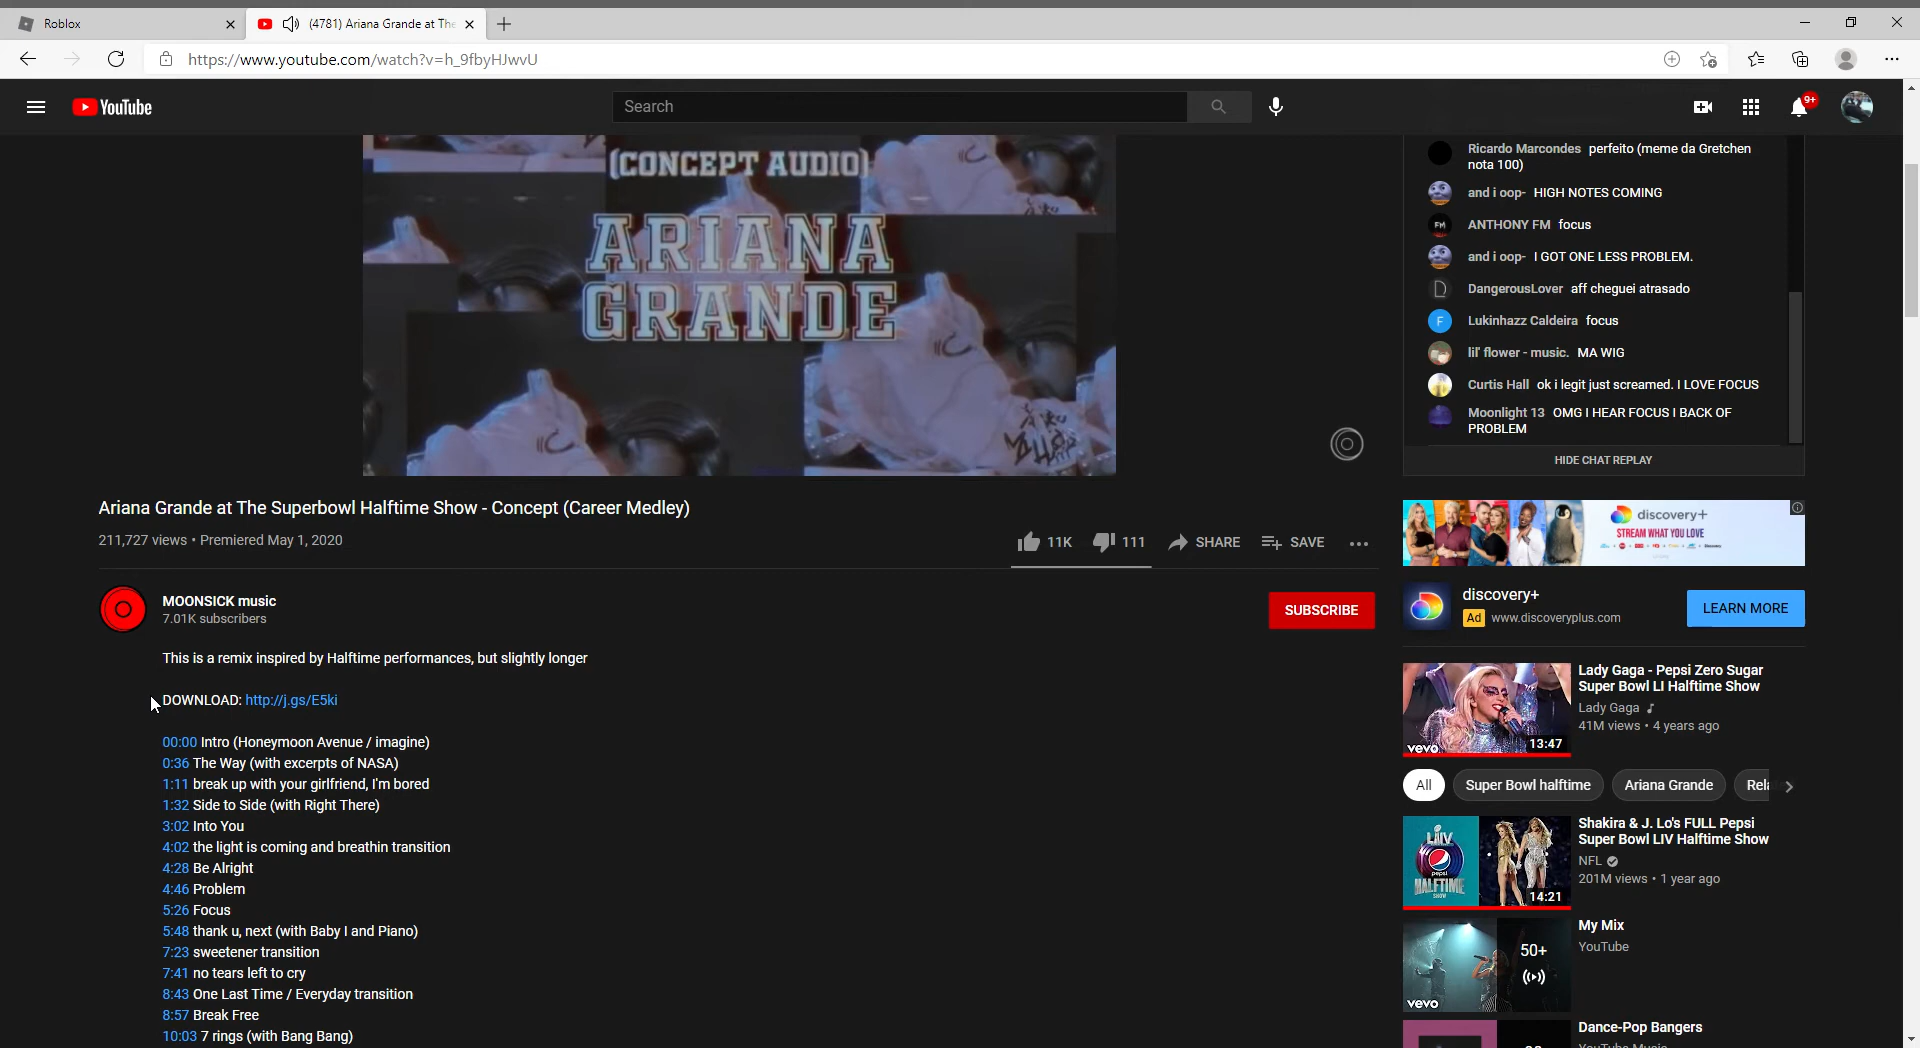 Roblox
(4781) Ariana Grande at The
https://www.youtube.com/watch?v=h_9fbyHJwvU
YouTube
Search
9+
(CONCEPT AUDIO)
ARIANA
GRANDE
Ricardo Marcondes perfeito (meme da Gretchen
nota 100)
and i oop- HIGH NOTES COMING
FM ANTHONY FM focus
and i oop- I GOT ONE LESS PROBLEM.
D DangerousLover aff cheguei atrasado
F Lukinhazz Caldeira focus
lil' flower - music. MA WIG
Curtis Hall ok i legit just screamed. I LOVE FOCUS
Moonlight 13 OMG I HEAR FOCUS I BACK OF
PROBLEM
HIDE CHAT REPLAY
Ariana Grande at The Superbowl Halftime Show - Concept (Career Medley)
211,727 views • Premiered May 1, 2020
11K 111 SHARE SAVE
MOONSICK music
7.01K subscribers
SUBSCRIBE
This is a remix inspired by Halftime performances, but slightly longer
DOWNLOAD: http://j.gs/E5ki
00:00 Intro (Honeymoon Avenue / imagine)
0:36 The Way (with excerpts of NASA)
1:11 break up with your girlfriend, I'm bored
1:32 Side to Side (with Right There)
3:02 Into You
4:02 the light is coming and breathin transition
4:28 Be Alright
4:46 Problem
5:26 Focus
5:48 thank u, next (with Baby I and Piano)
7:23 sweetener transition
7:41 no tears left to cry
8:43 One Last Time / Everyday transition
8:57 Break Free
10:03 7 rings (with Bang Bang)
discovery+
STREAM WHAT YOU LOVE
discovery+
Ad www.discoveryplus.com
LEARN MORE
Lady Gaga - Pepsi Zero Sugar
Super Bowl LI Halftime Show
Lady Gaga
41M views • 4 years ago
vevo 13:47
All Super Bowl halftime Ariana Grande Rela
Shakira & J. Lo's FULL Pepsi
Super Bowl LIV Halftime Show
NFL
201M views • 1 year ago
LIV
pepsi
HALFTIME
SHOW
14:21
My Mix
YouTube
50+
vevo
Dance-Pop Bangers
YouTube Music